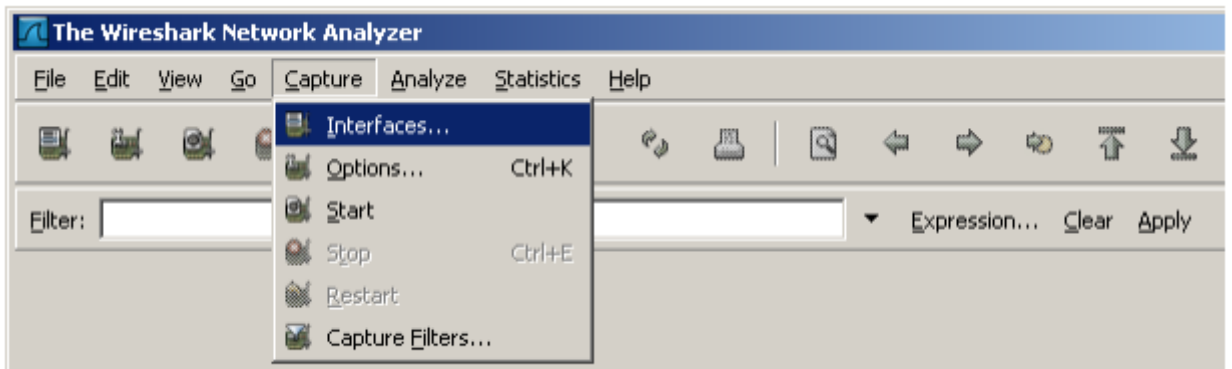 The Wireshark Network Analyzer
File Edit View Go Capture Analyze Statistics Help
Interfaces...
Options... Ctrl+K
Start
Stop Ctrl+E
Restart
Capture Filters...
Filter: Expression... Clear Apply